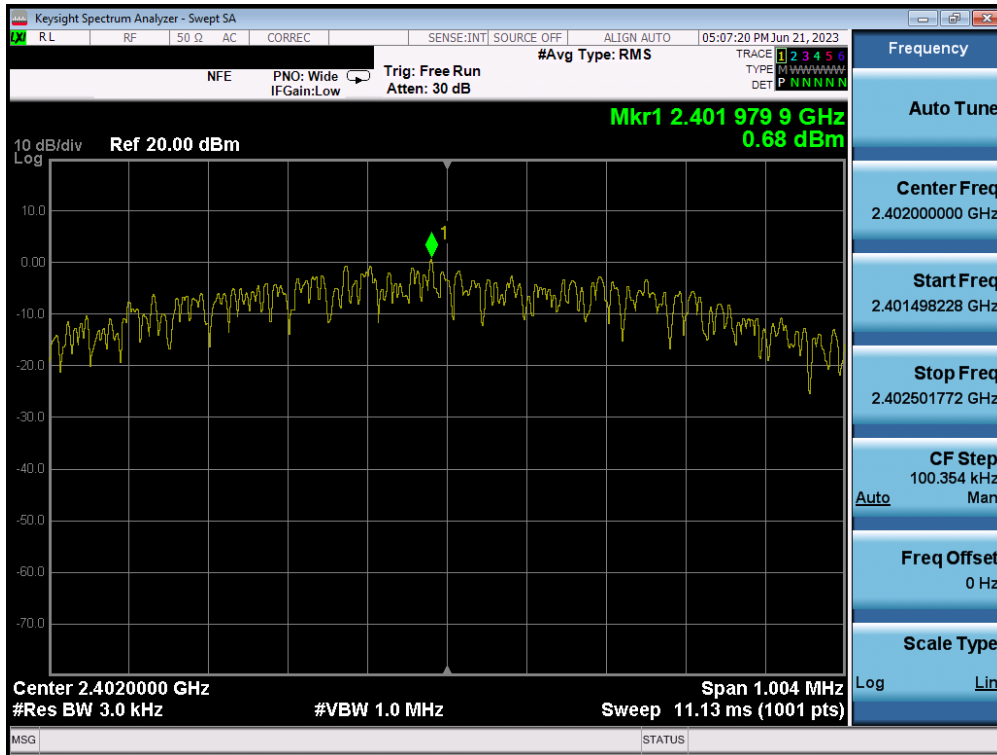 Keysight Spectrum Analyzer - Swept SA
LXI RL RF 50 Ω AC CORREC SENSE:INT SOURCE OFF ALIGN AUTO 05:07:20 PM Jun 21, 2023
NFE PNO: Wide Trig: Free Run #Avg Type: RMS TRACE 1 2 3 4 5 6
IFGain:Low Atten: 30 dB TYPE M WWWWW
DET P N N N N N
Mkr1 2.401 979 9 GHz
0.68 dBm
10 dB/div Ref 20.00 dBm
Log
10.0
0.00
-10.0
-20.0
-30.0
-40.0
-50.0
-60.0
-70.0
1
Center 2.4020000 GHz Span 1.004 MHz
#Res BW 3.0 kHz #VBW 1.0 MHz Sweep 11.13 ms (1001 pts)
MSG STATUS
Frequency
Auto Tune
Center Freq
2.402000000 GHz
Start Freq
2.401498228 GHz
Stop Freq
2.402501772 GHz
CF Step
100.354 kHz
Auto Man
Freq Offset
0 Hz
Scale Type
Log Lin